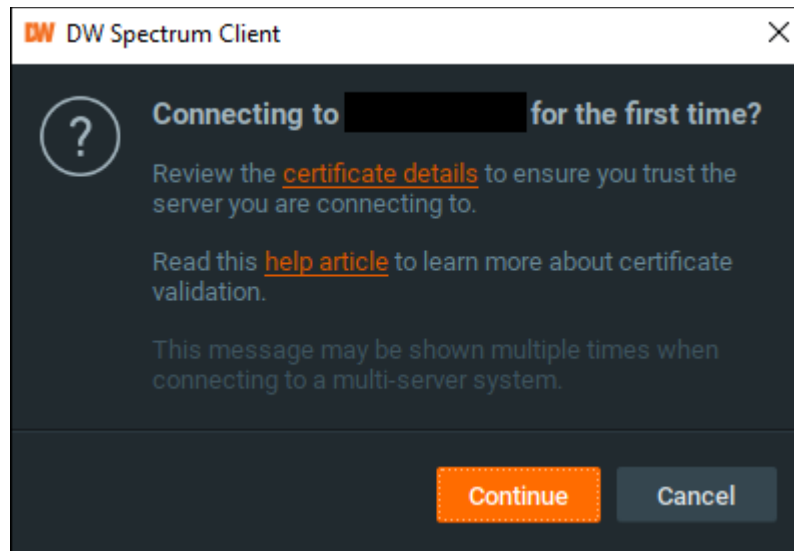 DW DW Spectrum Client
Connecting to for the first time?
Review the certificate details to ensure you trust the
server you are connecting to.
Read this help article to learn more about certificate
validation.
This message may be shown multiple times when
connecting to a multi-server system.
Continue Cancel